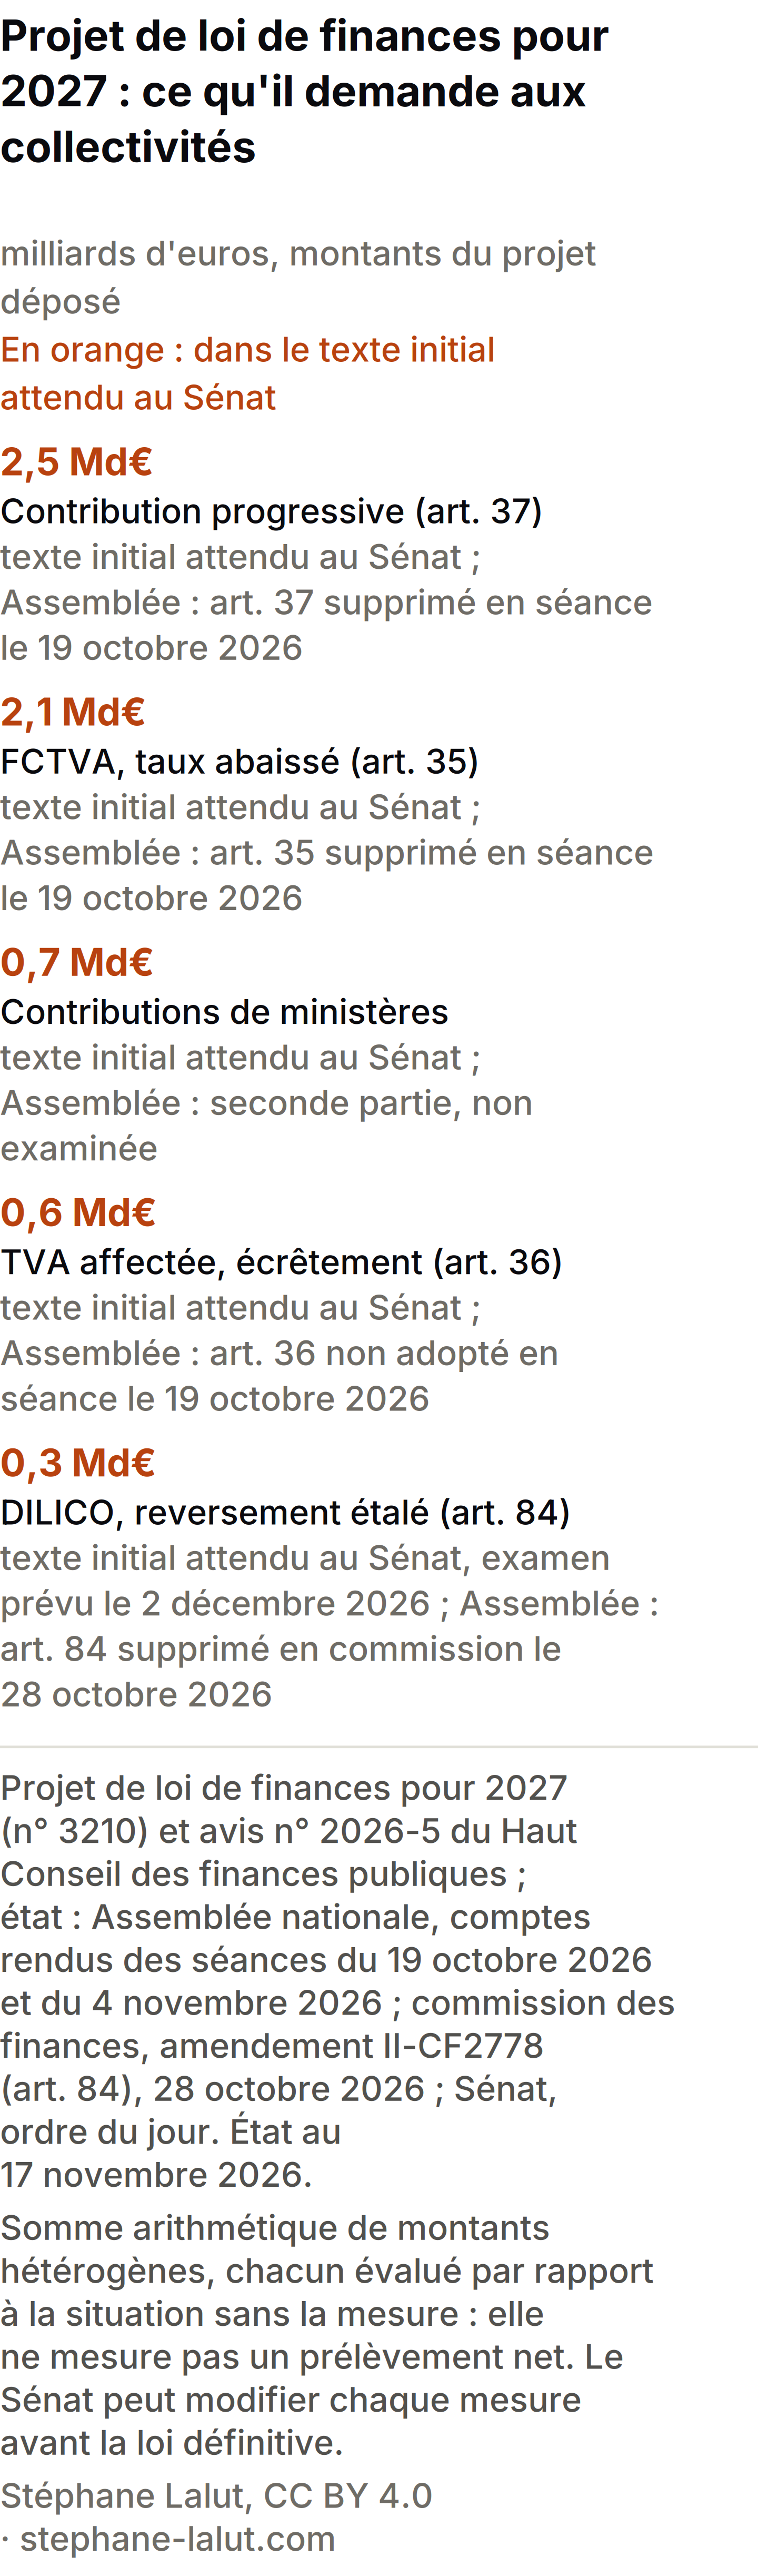 Projet de loi de finances pour
2027 : ce qu'il demande aux
collectivités
milliards d'euros, montants du projet
déposé
En orange : dans le texte initial
attendu au Sénat
2,5 Md€
Contribution progressive (art. 37)
texte initial attendu au Sénat ;
Assemblée : art. 37 supprimé en séance
le 19 octobre 2026
2,1 Md€
FCTVA, taux abaissé (art. 35)
texte initial attendu au Sénat ;
Assemblée : art. 35 supprimé en séance
le 19 octobre 2026
0,7 Md€
Contributions de ministères
texte initial attendu au Sénat ;
Assemblée : seconde partie, non
examinée
0,6 Md€
TVA affectée, écrêtement (art. 36)
texte initial attendu au Sénat ;
Assemblée : art. 36 non adopté en
séance le 19 octobre 2026
0,3 Md€
DILICO, reversement étalé (art. 84)
texte initial attendu au Sénat, examen
prévu le 2 décembre 2026 ; Assemblée :
art. 84 supprimé en commission le
28 octobre 2026
Projet de loi de finances pour 2027
(n° 3210) et avis n° 2026-5 du Haut
Conseil des finances publiques ;
état : Assemblée nationale, comptes
rendus des séances du 19 octobre 2026
et du 4 novembre 2026 ; commission des
finances, amendement II-CF2778
(art. 84), 28 octobre 2026 ; Sénat,
ordre du jour. État au
17 novembre 2026.
Somme arithmétique de montants
hétérogènes, chacun évalué par rapport
à la situation sans la mesure : elle
ne mesure pas un prélèvement net. Le
Sénat peut modifier chaque mesure
avant la loi définitive.
Stéphane Lalut, CC BY 4.0
· stephane-lalut.com